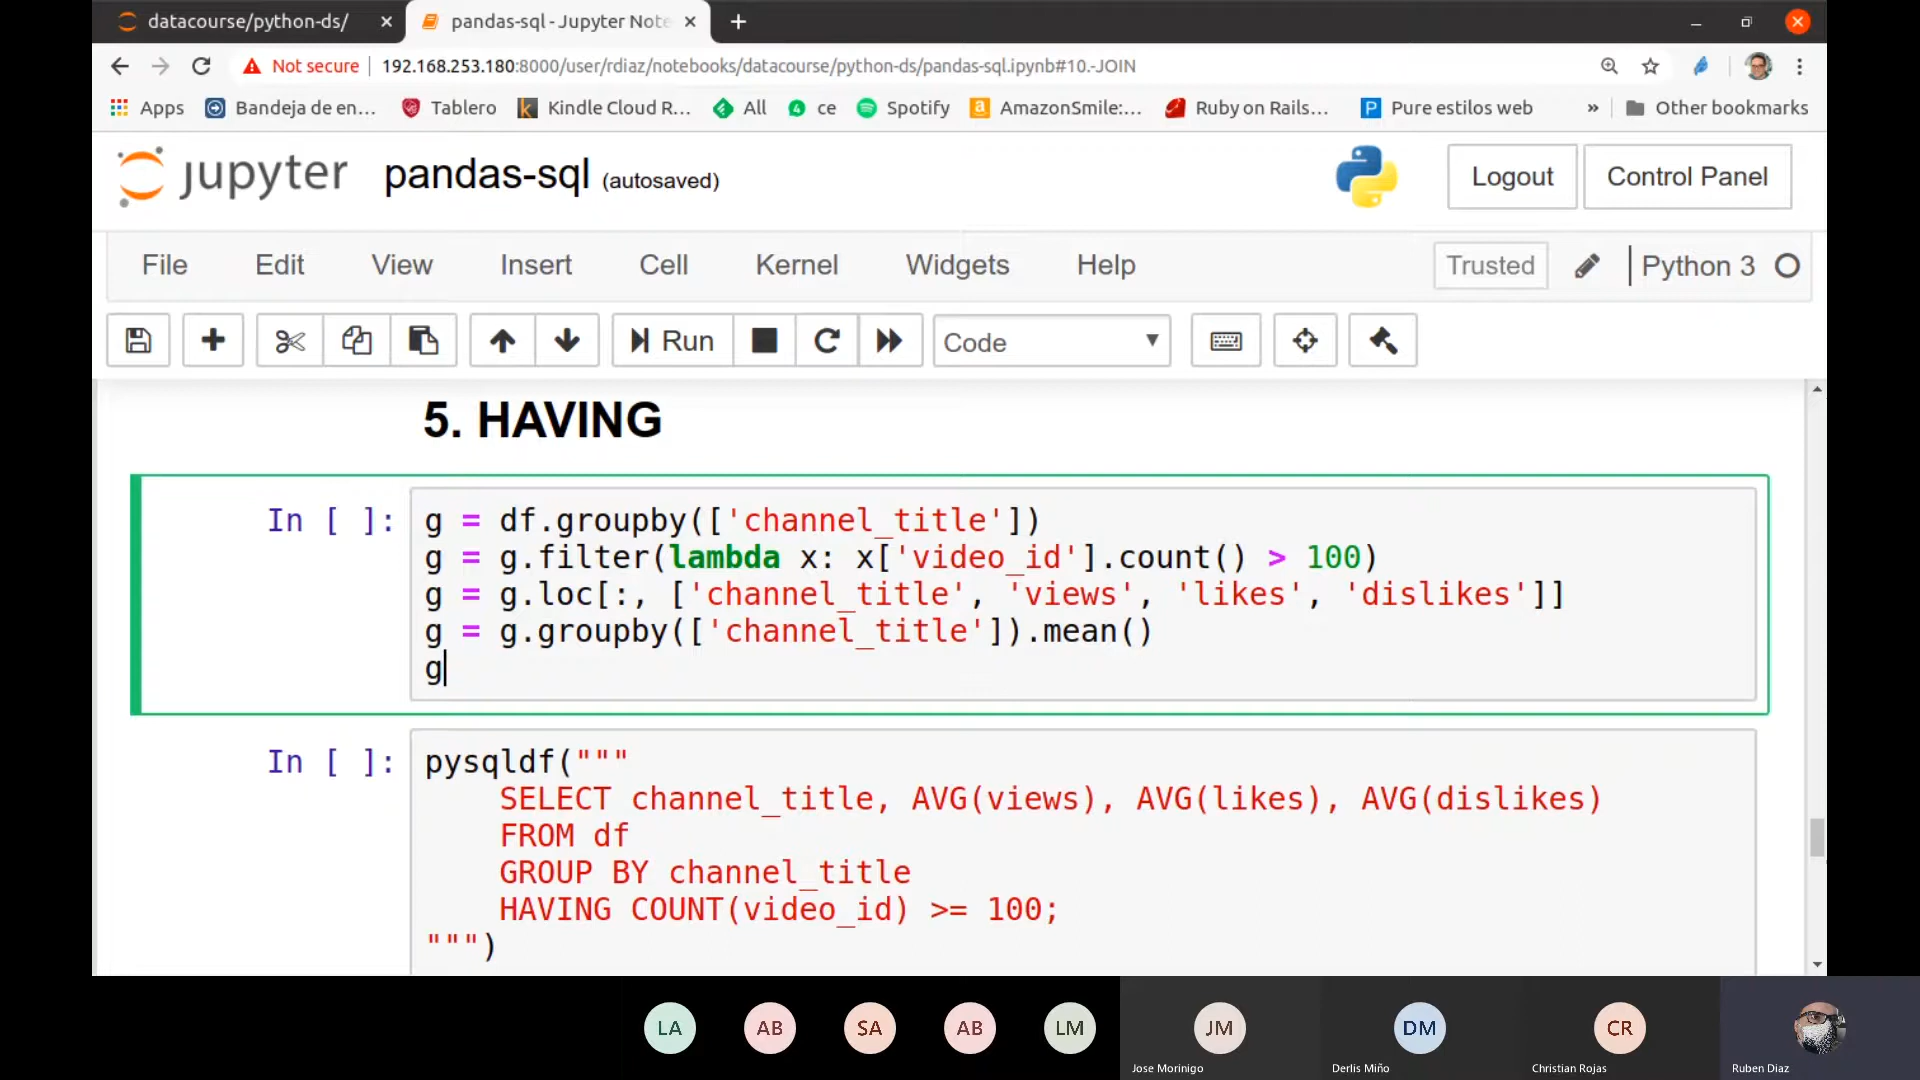 datacourse/python-ds/
pandas-sql - Jupyter Note
Not secure
192.168.253.180:8000/user/rdiaz/notebooks/datacourse/python-ds/pandas-sql.ipynb#10.-JOIN
Apps
Bandeja de en...
Tablero
Kindle Cloud R...
All
ce
Spotify
AmazonSmile:...
Ruby on Rails...
Pure estilos web
»
Other bookmarks
jupyter
pandas-sql (autosaved)
Logout
Control Panel
File
Edit
View
Insert
Cell
Kernel
Widgets
Help
Trusted
Python 3
Run
Code
5. HAVING
In [ ]:
g = df.groupby(['channel_title'])
g = g.filter(lambda x: x['video_id'].count() > 100)
g = g.loc[:, ['channel_title', 'views', 'likes', 'dislikes']]
g = g.groupby(['channel_title']).mean()
g
In [ ]:
pysqldf("""
SELECT channel_title, AVG(views), AVG(likes), AVG(dislikes)
FROM df
GROUP BY channel_title
HAVING COUNT(video_id) >= 100;
""")
LA
AB
SA
AB
LM
JM
DM
CR
Jose Morinigo
Derlis Miño
Christian Rojas
Ruben Diaz